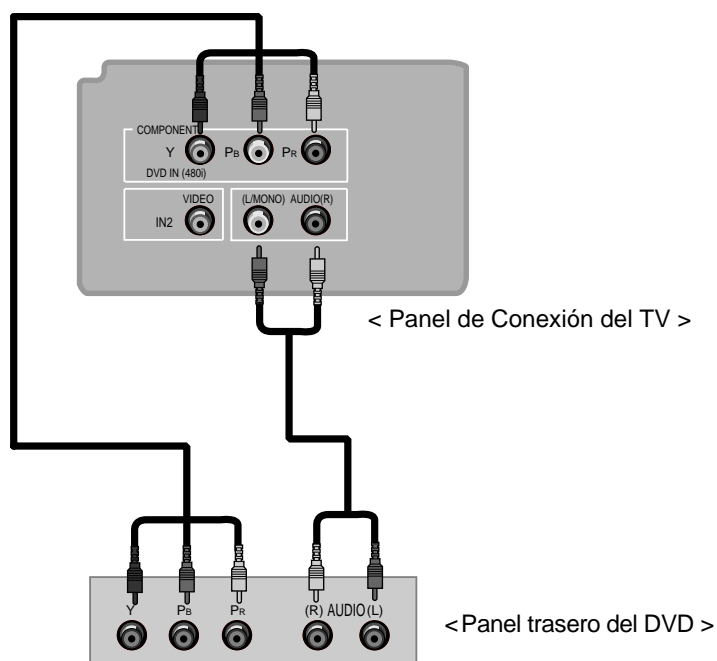 COMPONENT
Y PB PR
DVD IN (480i)
VIDEO (L/MONO) AUDIO(R)
IN2
< Panel de Conexión del TV >
Y PB PR (R) AUDIO (L)
<Panel trasero del DVD >